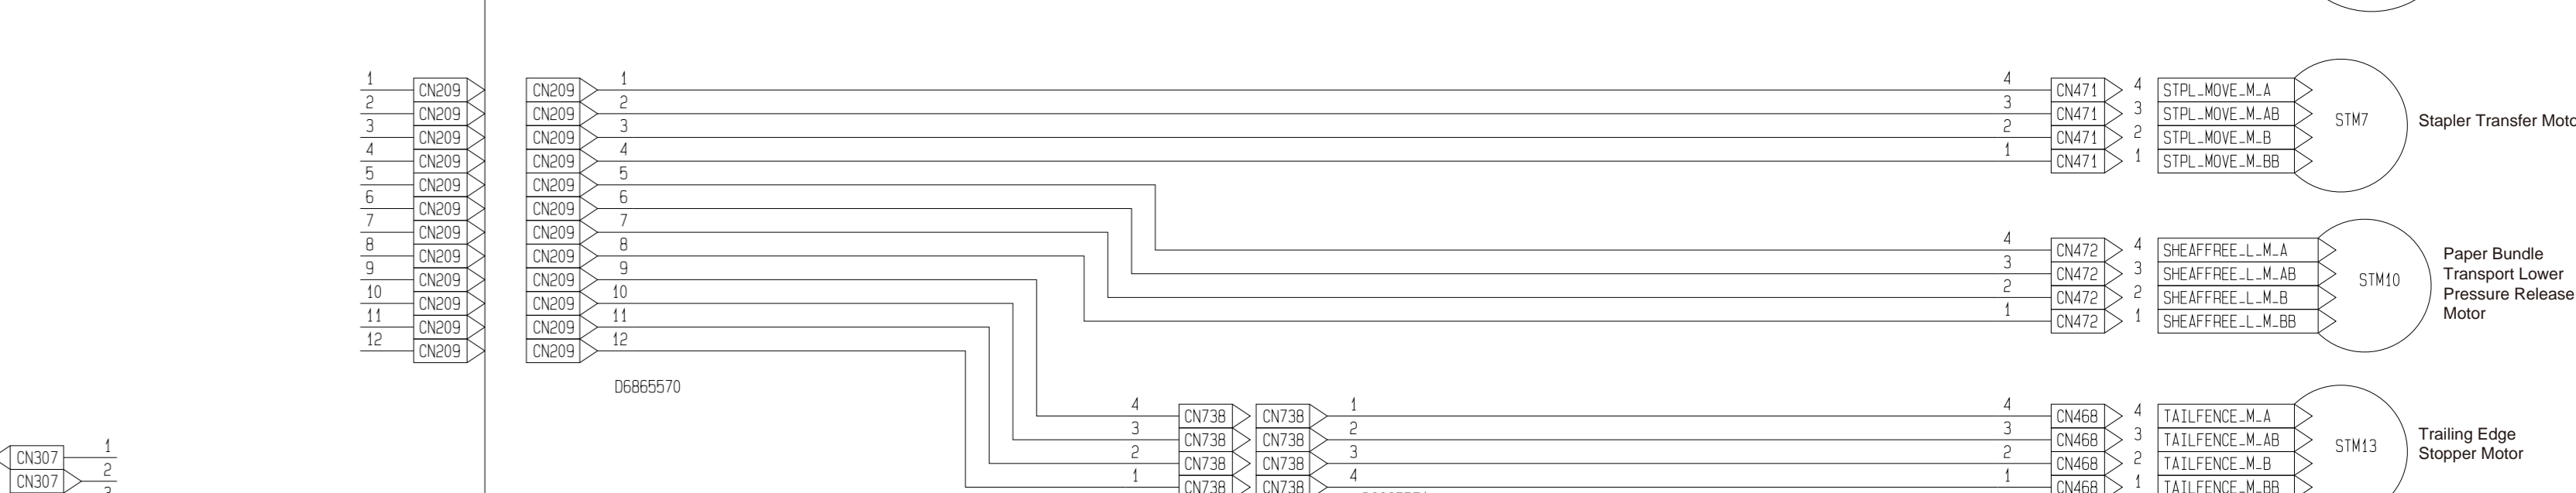 1 CN209 CN209 1 4 CN471 4 STPL_MOVE_M_A
2 CN209 CN209 2 3 CN471 3 STPL_MOVE_M_AB STM7 Stapler Transfer
3 CN209 CN209 3 2 CN471 2 STPL_MOVE_M_B
4 CN209 CN209 4 1 CN471 1 STPL_MOVE_M_BB
5 CN209 CN209 5
6 CN209 CN209 6
7 CN209 CN209 7
8 CN209 CN209 8 4 CN472 4 SHEAFFREE_L_M_A Paper Bundle
9 CN209 CN209 9 3 CN472 3 SHEAFFREE_L_M_AB STM10 Transport Lower
10 CN209 CN209 10 2 CN472 2 SHEAFFREE_L_M_B Pressure Release
11 CN209 CN209 11 1 CN472 1 SHEAFFREE_L_M_BB Motor
12 CN209 CN209 12
D6865570
4 CN738 CN738 1 4 CN468 4 TAILFENCE_M_A
3 CN738 CN738 2 3 CN468 3 TAILFENCE_M_AB STM13 Trailing Edge
CN307 1 2 CN738 CN738 3 2 CN468 2 TAILFENCE_M_B Stopper Motor
CN307 2 1 CN738 CN738 4 1 CN468 1 TAILFENCE_M_BB
3